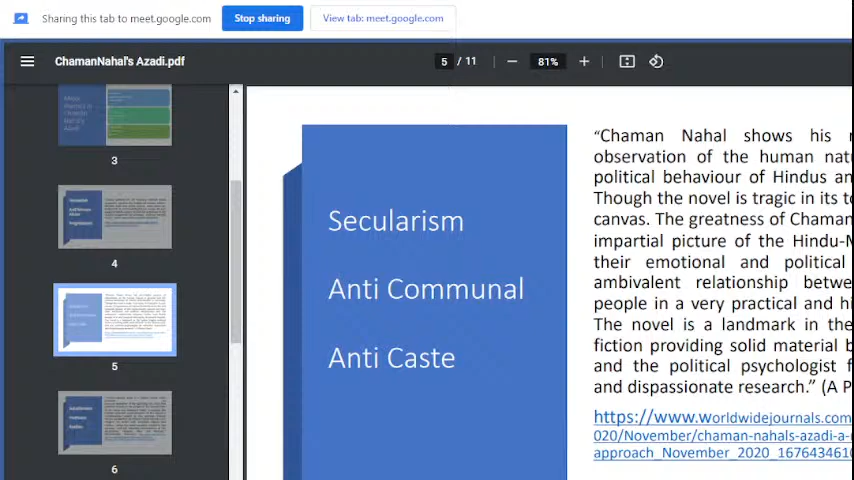 Sharing this tab to meet.google.com
Stop sharing
View tab: meet.google.com
ChamanNahal's Azadi.pdf
5 / 11
81%
3
4
5
6
Secularism
Anti Communal
Anti Caste
“Chaman Nahal shows his
observation of the human natu
political behaviour of Hindus an
Though the novel is tragic in its to
canvas. The greatness of Chaman
impartial picture of the Hindu-M
their emotional and political
ambivalent relationship betwe
people in a very practical and hi
The novel is a landmark in the
fiction providing solid material b
and the political psychologist f
and dispassionate research.” (A P
https://www.worldwidejournals.com
020/November/chaman-nahals-azadi-a-
approach_November_2020_1676434610